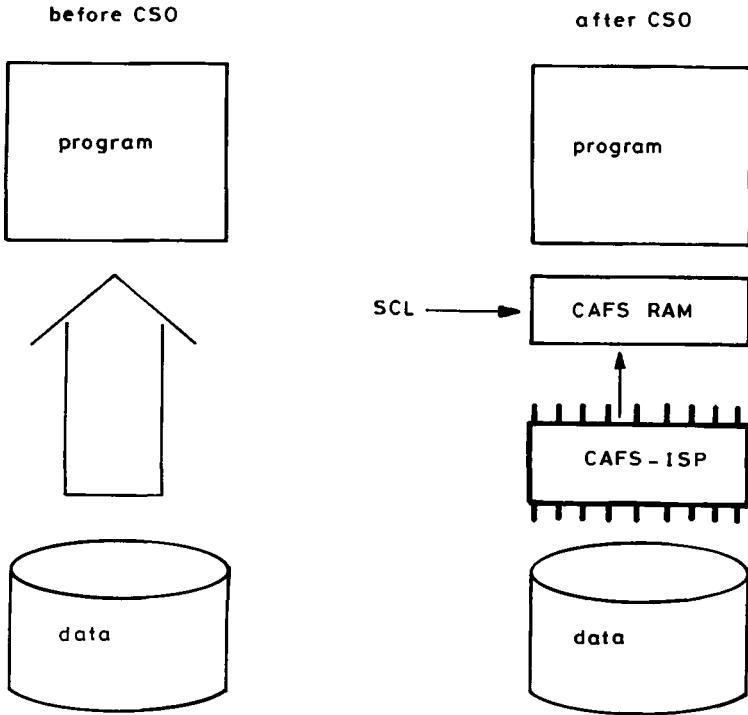 before CSO
program
data
after CSO
program
SCL
CAFS RAM
CAFS-ISP
data